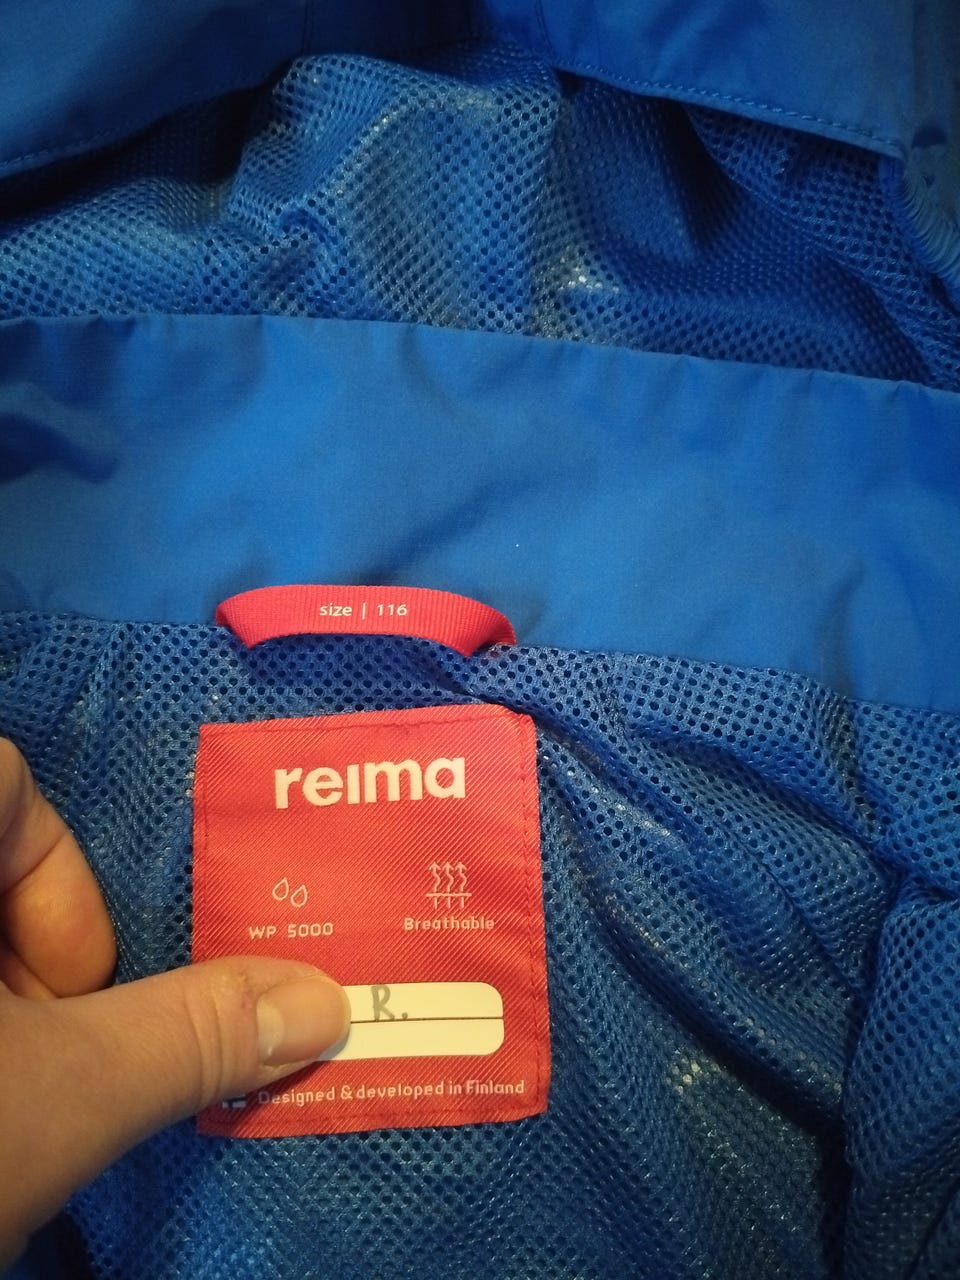 size | 116
reima
WP 5000
Breathable
R.
Designed & developed in Finland